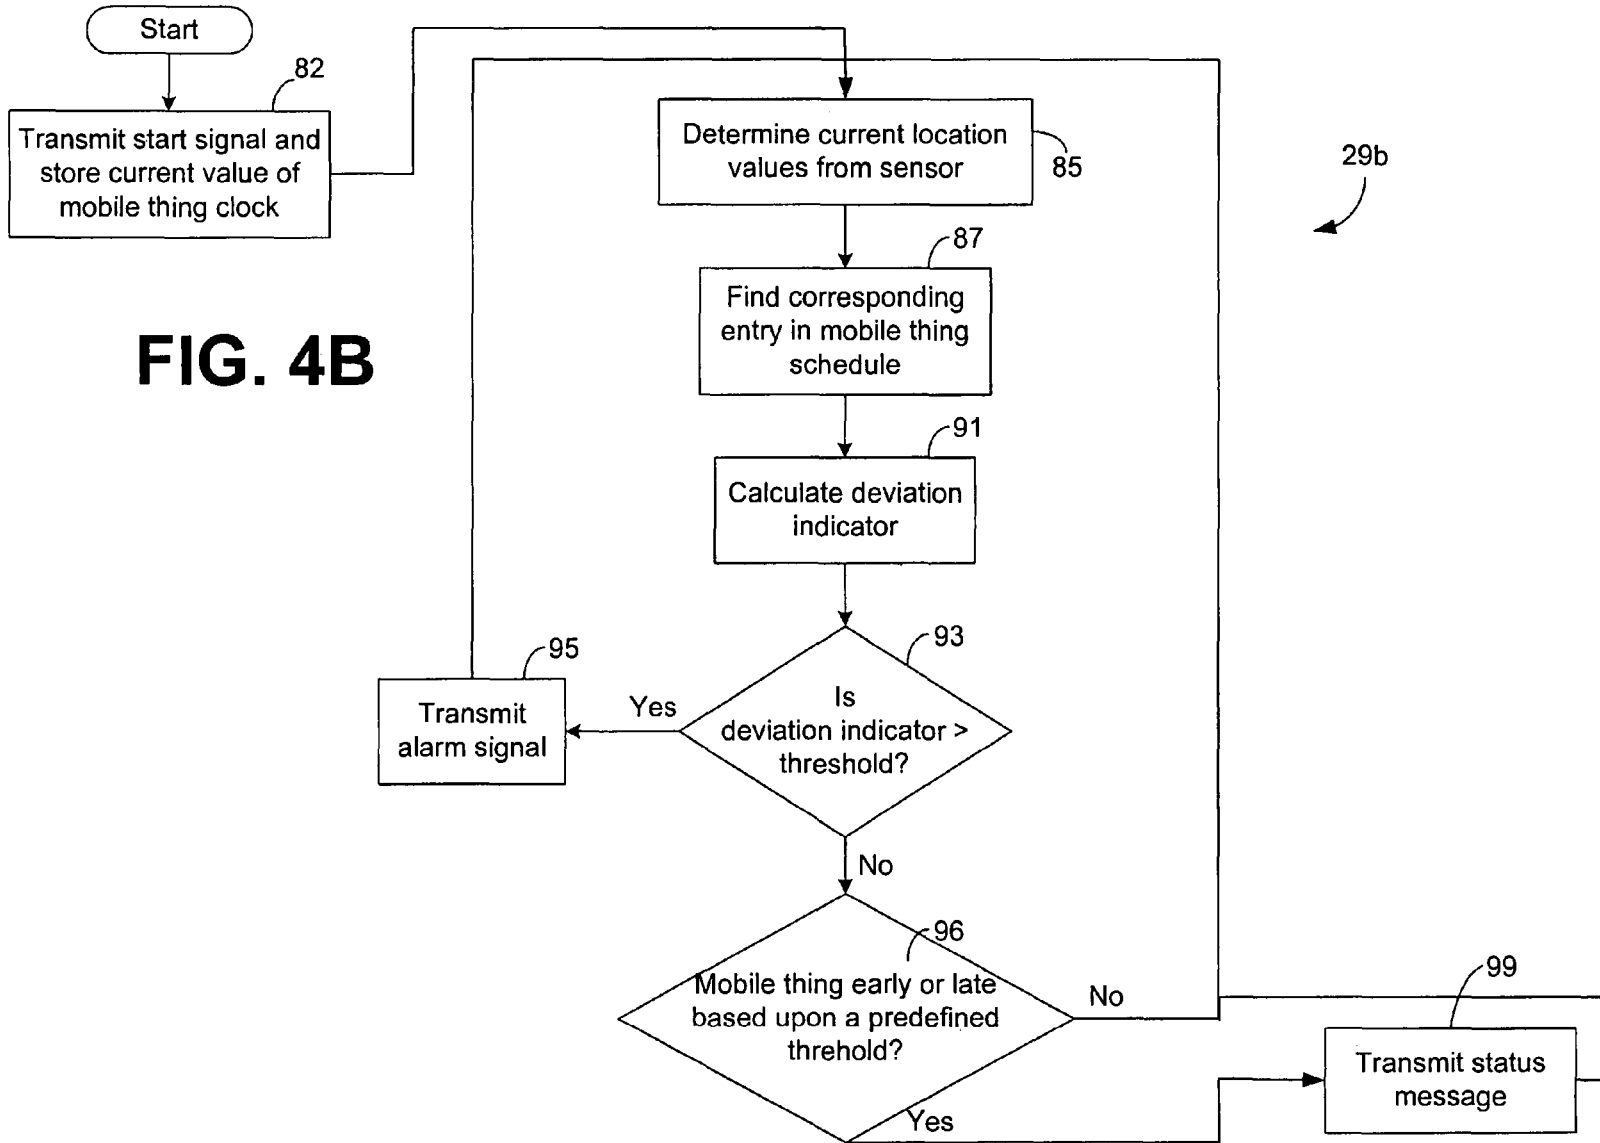 Start
82
Transmit start signal and
store current value of
mobile thing clock
Determine current location
values from sensor
85
29b
87
Find corresponding
entry in mobile thing
schedule
FIG. 4B
91
Calculate deviation
indicator
93
Is
deviation indicator >
threshold?
Yes
95
Transmit
alarm signal
No
96
Mobile thing early or late
based upon a predefined
threhold?
No
Yes
99
Transmit status
message